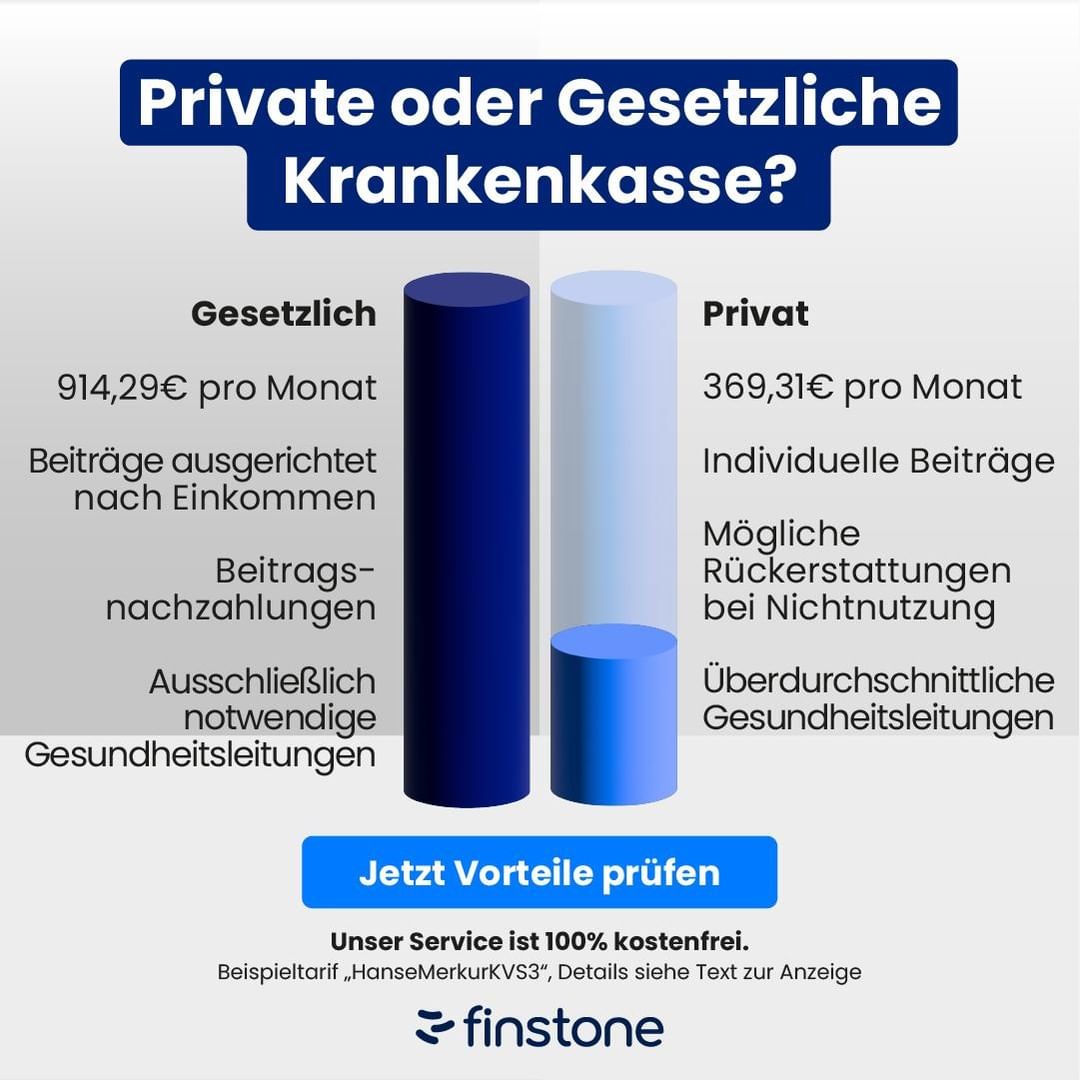 Private oder Gesetzliche
Krankenkasse?
Gesetzlich
914,29€ pro Monat
Beiträge ausgerichtet
nach Einkommen
Beitrags-
nachzahlungen
Ausschließlich
notwendige
Gesundheitsleitungen
Privat
369,31€ pro Monat
Individuelle Beiträge
Mögliche
Rückerstattungen
bei Nichtnutzung
Überdurchschnittliche
Gesundheitsleitungen
Jetzt Vorteile prüfen
Unser Service ist 100% kostenfrei.
Beispieltarif „HanseMerkurKVS3“, Details siehe Text zur Anzeige
finstone